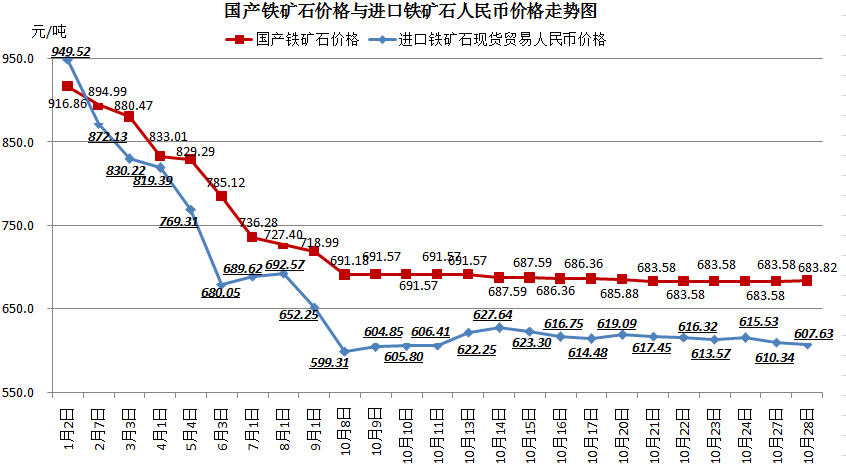 国产铁矿石价格与进口铁矿石人民币价格走势图
元/吨
国产铁矿石价格
进口铁矿石现货贸易人民币价格
950.0
850.0
750.0
650.0
550.0
916.86
894.99
880.47
833.01
829.29
785.12
736.28
727.40
718.99
691.18
691.57
691.57
691.57
691.57
687.59
687.59
686.36
686.36
685.88
683.58
683.58
683.58
683.58
683.58
683.82
949.52
872.13
830.22
819.39
769.31
680.05
689.62
692.57
652.25
599.31
604.85
605.80
606.41
622.25
627.64
623.30
616.75
614.48
619.09
617.45
616.32
613.57
615.53
610.34
607.63
1月2日
2月7日
3月3日
4月1日
5月4日
6月3日
7月1日
8月1日
9月1日
10月8日
10月9日
10月10日
10月11日
10月13日
10月14日
10月15日
10月16日
10月17日
10月20日
10月21日
10月22日
10月23日
10月24日
10月27日
10月28日